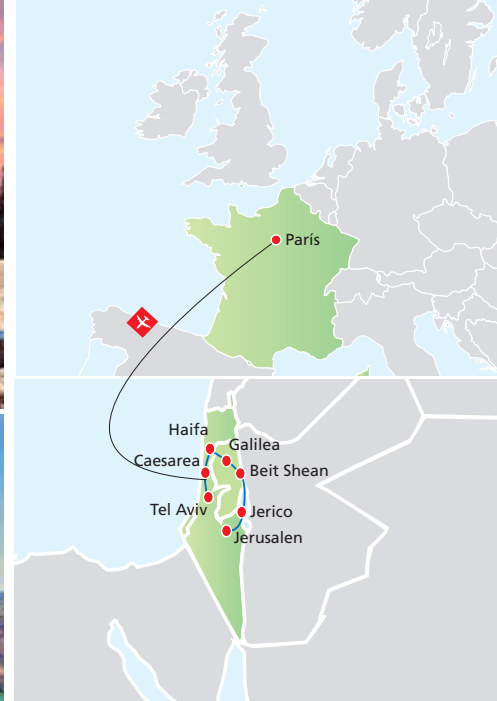 París
Haifa
Galilea
Caesarea
Beit Shean
Tel Aviv
Jerico
Jerusalen